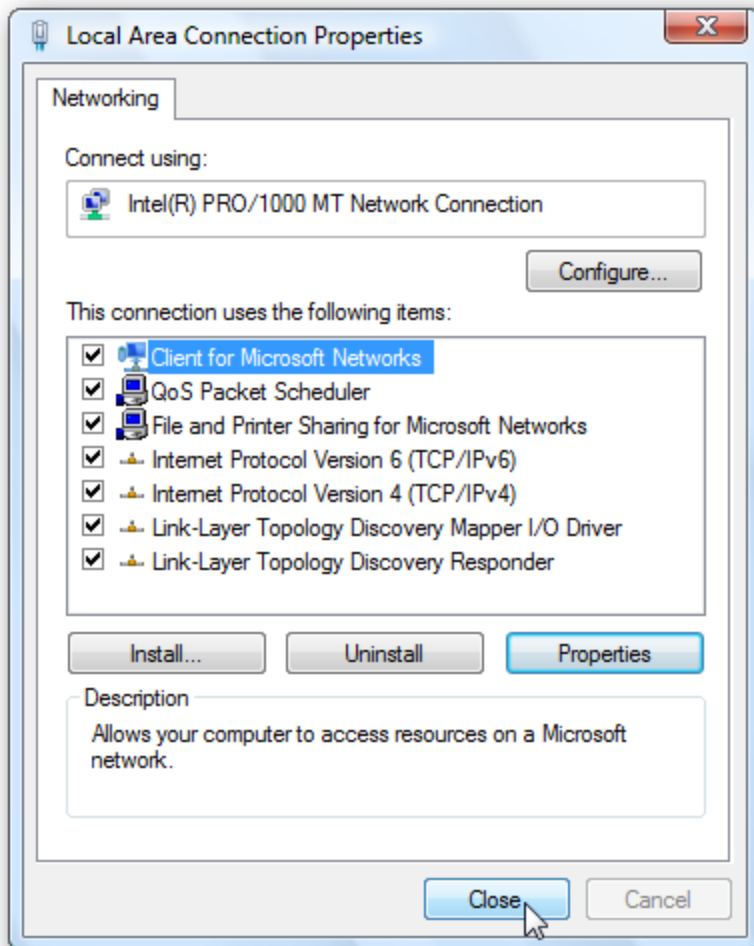 Local Area Connection Properties
Networking
Connect using:
Intel(R) PRO/1000 MT Network Connection
Configure...
This connection uses the following items:
Client for Microsoft Networks
QoS Packet Scheduler
File and Printer Sharing for Microsoft Networks
Internet Protocol Version 6 (TCP/IPv6)
Internet Protocol Version 4 (TCP/IPv4)
Link-Layer Topology Discovery Mapper I/O Driver
Link-Layer Topology Discovery Responder
Install... Uninstall Properties
Description
Allows your computer to access resources on a Microsoft
network.
Close Cancel